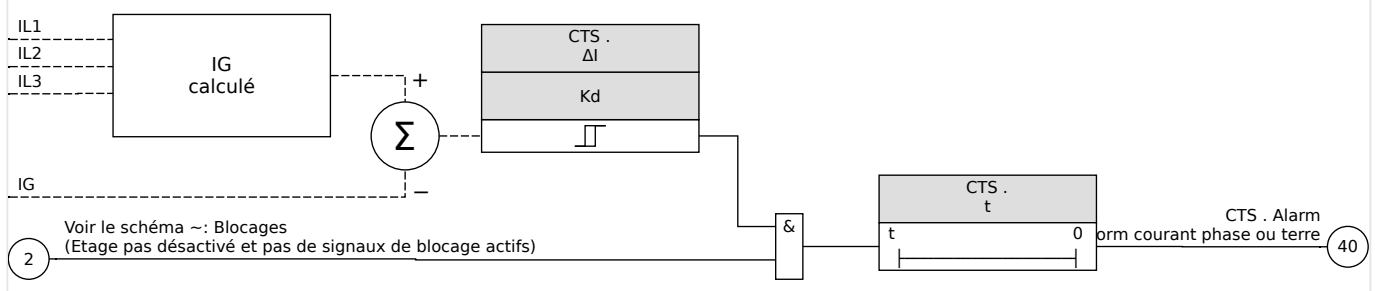 IL1
IL2
IL3
IG
calculé
+
Σ
−
IG
CTS .
ΔI
Kd
Voir le schéma ~: Blocages
(Etage pas désactivé et pas de signaux de blocage actifs)
2
&
CTS .
t
t 0
CTS . Alarm
courant phase ou terre
40